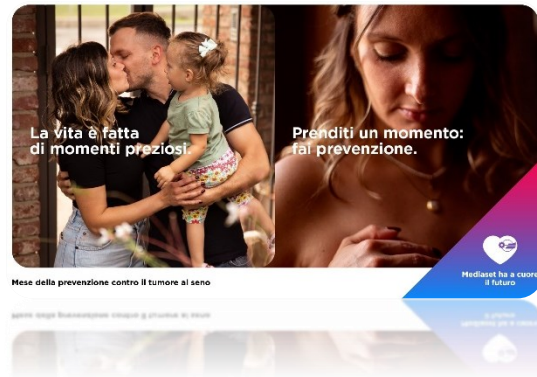 La vita è fatta
di momenti preziosi.
Prenditi un momento:
fai prevenzione.
Mese della prevenzione contro il tumore al seno
Mediaset ha a cuore
il futuro